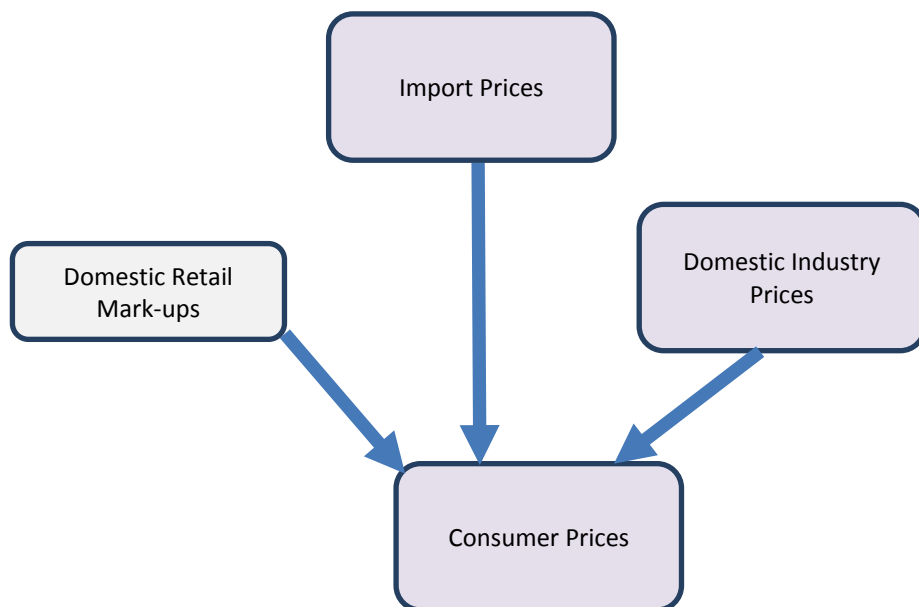 Import Prices
Domestic Retail
Mark-ups
Domestic Industry
Prices
Consumer Prices